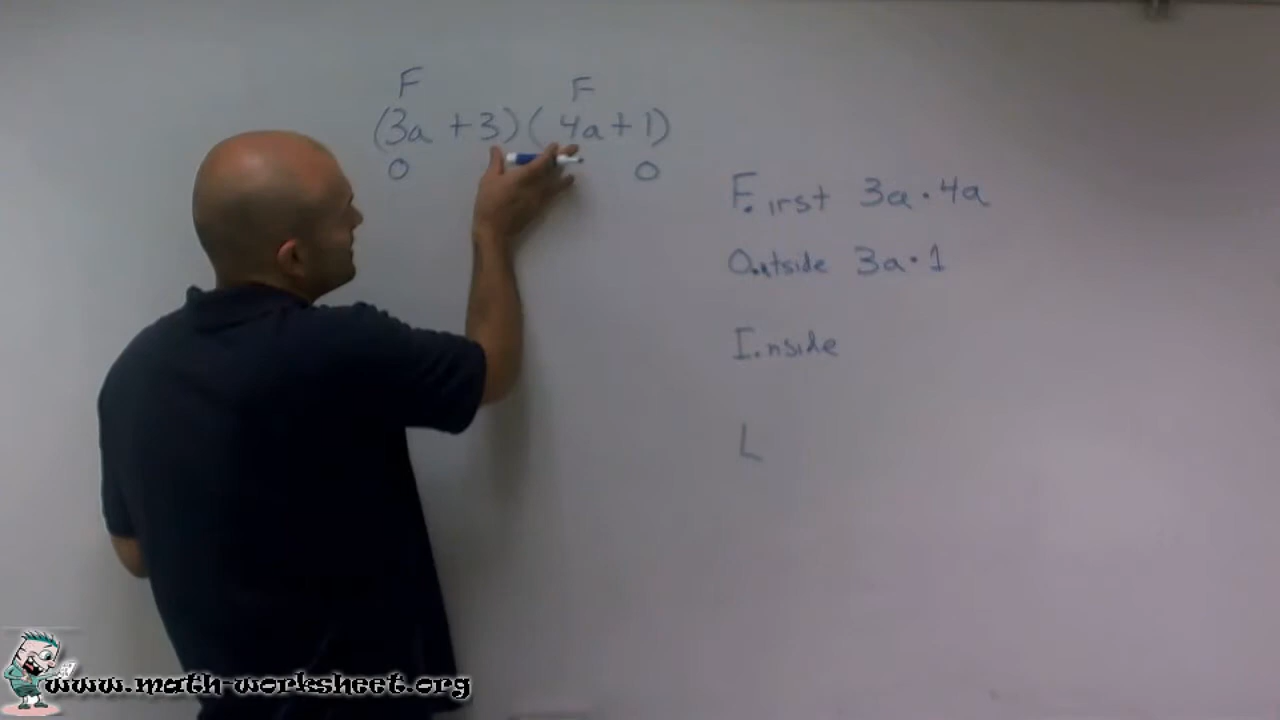 F F
(3a + 3)(4a + 1)
O O
First 3a · 4a
Outside 3a · 1
Inside
L
www.math-worksheet.org